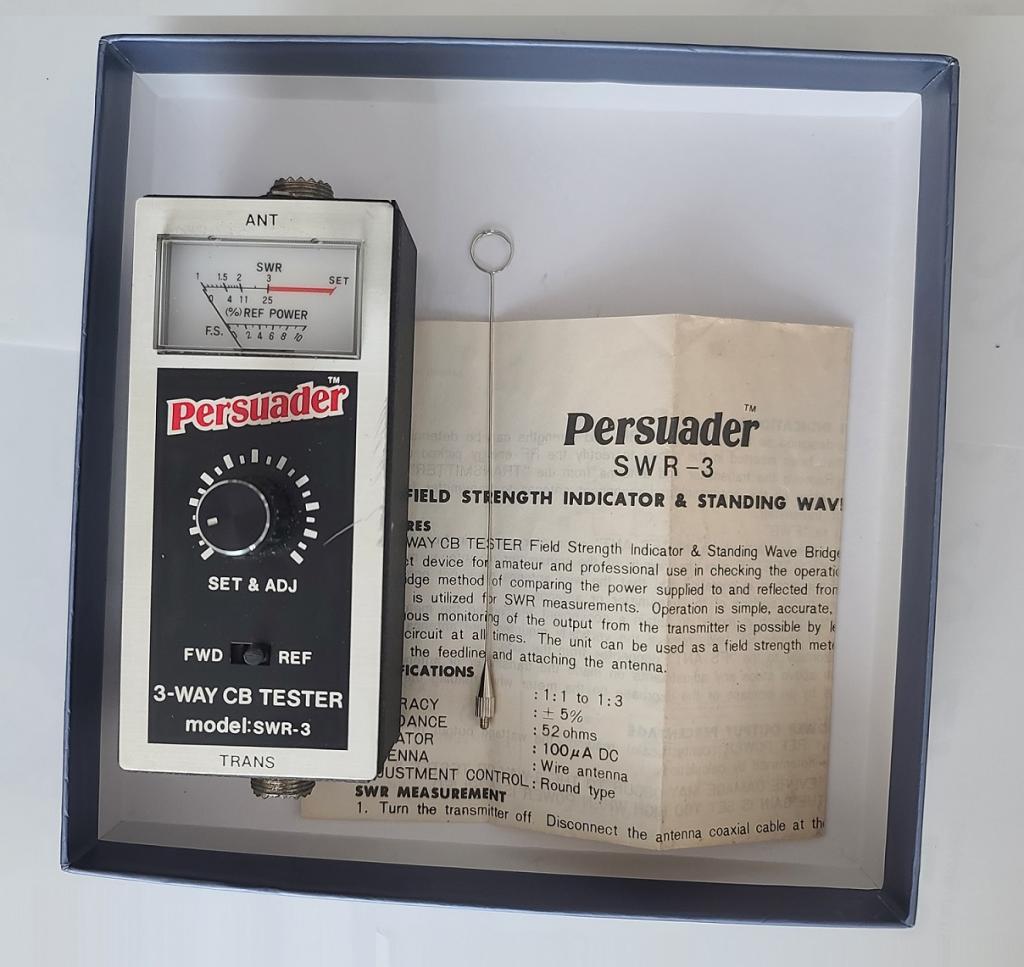 ANT
SWR
1 1.5 2 3 SET
0 4 11 25
(%) REF POWER
F.S. 0 2 4 6 8 10
Persuader™
SET & ADJ
FWD REF
3-WAY CB TESTER
model:SWR-3
TRANS
Persuader™
SWR-3
FIELD STRENGTH INDICATOR & STANDING WAV
RES
WAY CB TESTER Field Strength Indicator & Standing Wave Bridge
ct device for amateur and professional use in checking the operatio
idge method of comparing the power supplied to and reflected from
is utilized for SWR measurements. Operation is simple, accurate,
ous monitoring of the output from the transmitter is possible by le
circuit at all times. The unit can be used as a field strength mete
the feedline and attaching the antenna.
FICATIONS
RACY : 1:1 to 1:3
DANCE : ± 5%
ATOR : 52 ohms
ENNA : 100μA DC
JUSTMENT CONTROL : Wire antenna
: Round type
SWR MEASUREMENT
1. Turn the transmitter off. Disconnect the antenna coaxial cable at th